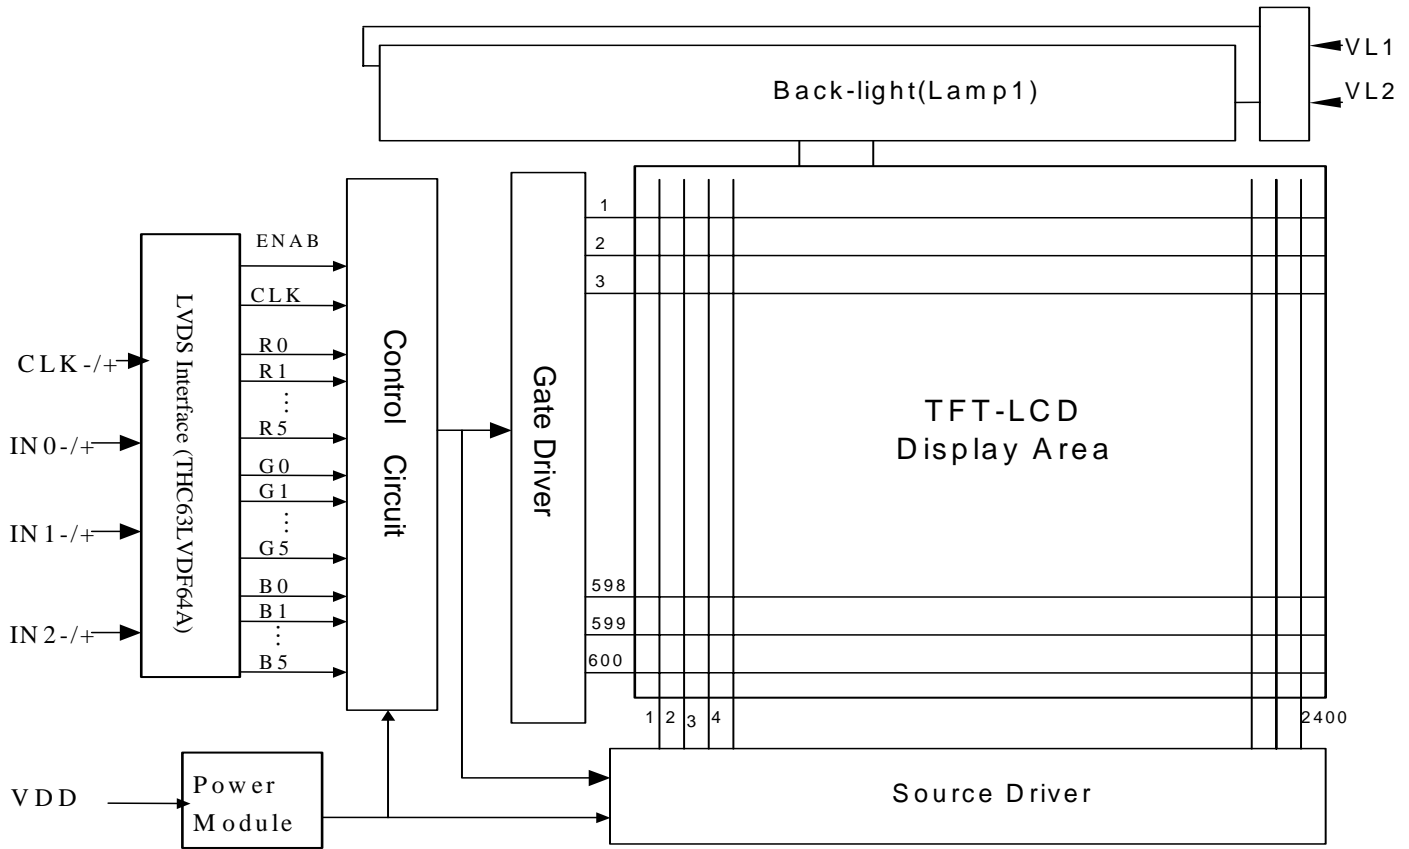 VL1
Back-light(Lamp1)
VL2
1
ENAB
2
3
CLK
R0
CLK-/+
R1
LVDS Interface (THC63LVDF64A)
Control Circuit
Gate Driver
TFT-LCD
Display Area
R5
IN0-/+
G0
G1
IN1-/+
G5
B0
598
B1
599
IN2-/+
B5
600
1 2 3 4
2400
VDD
Power
Module
Source Driver